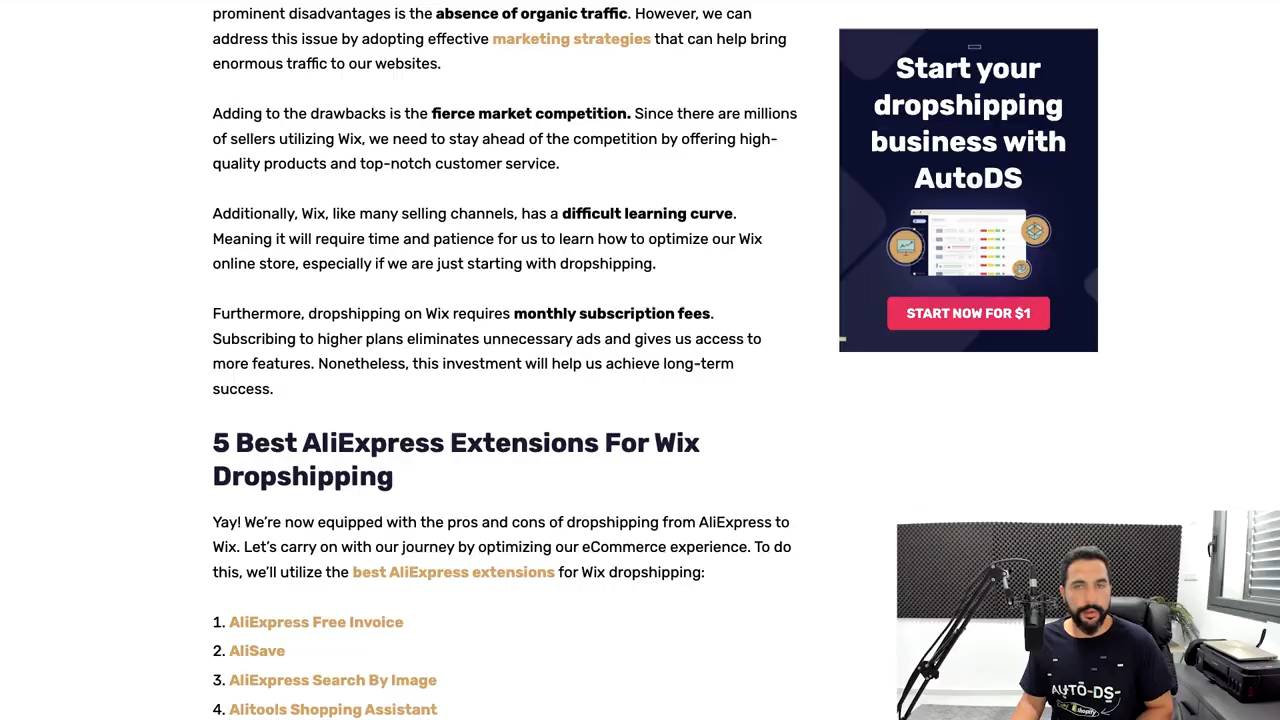 prominent disadvantages is the absence of organic traffic. However, we can
address this issue by adopting effective marketing strategies that can help bring
enormous traffic to our websites.
Adding to the drawbacks is the fierce market competition. Since there are millions
of sellers utilizing Wix, we need to stay ahead of the competition by offering high-
quality products and top-notch customer service.
Additionally, Wix, like many selling channels, has a difficult learning curve.
Meaning it will require time and patience for us to learn how to optimize our Wix
online store, especially if we are just starting with dropshipping.
Furthermore, dropshipping on Wix requires monthly subscription fees.
Subscribing to higher plans eliminates unnecessary ads and gives us access to
more features. Nonetheless, this investment will help us achieve long-term
success.
5 Best AliExpress Extensions For Wix
Dropshipping
Yay! We’re now equipped with the pros and cons of dropshipping from AliExpress to
Wix. Let’s carry on with our journey by optimizing our eCommerce experience. To do
this, we’ll utilize the best AliExpress extensions for Wix dropshipping:
1. AliExpress Free Invoice
2. AliSave
3. AliExpress Search By Image
4. Alitools Shopping Assistant
Start your
dropshipping
business with
AutoDS
START NOW FOR $1
AUTO-DS
shopify